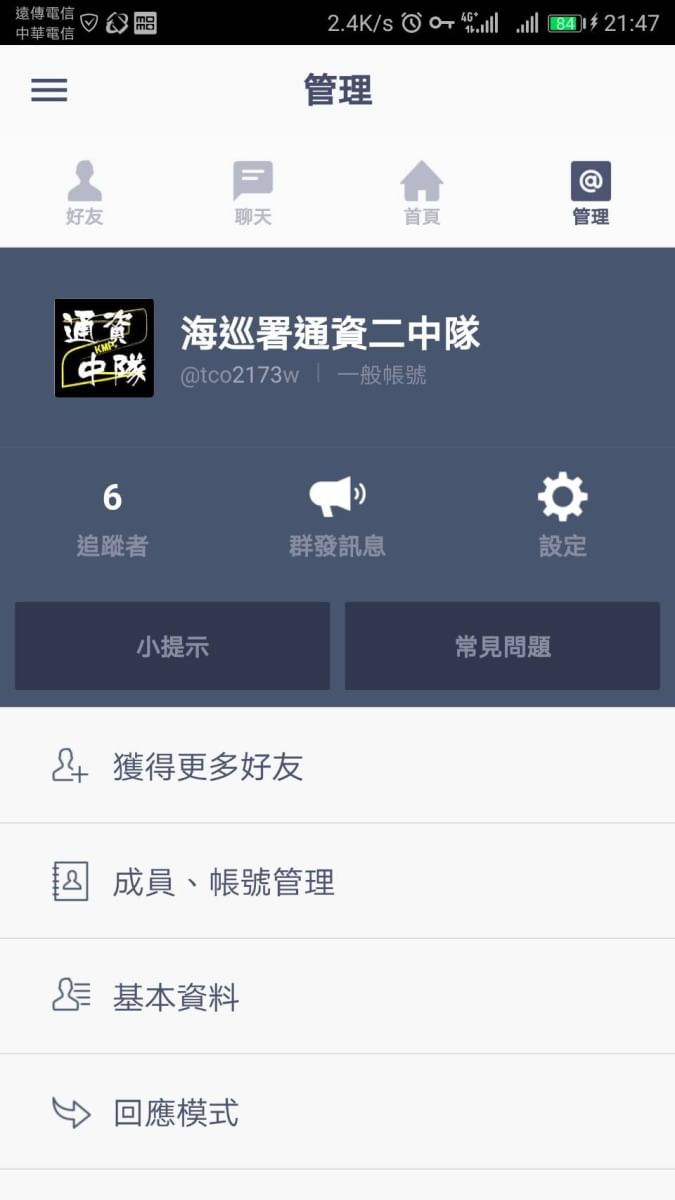 遠傳電信
中華電信
2.4K/s 4G+ 84 21:47
管理
好友
聊天
首頁
管理
通資
KMP
中隊
海巡署通資二中隊
@tco2173w | 一般帳號
6
追蹤者
群發訊息
設定
小提示
常見問題
獲得更多好友
成員、帳號管理
基本資料
回應模式